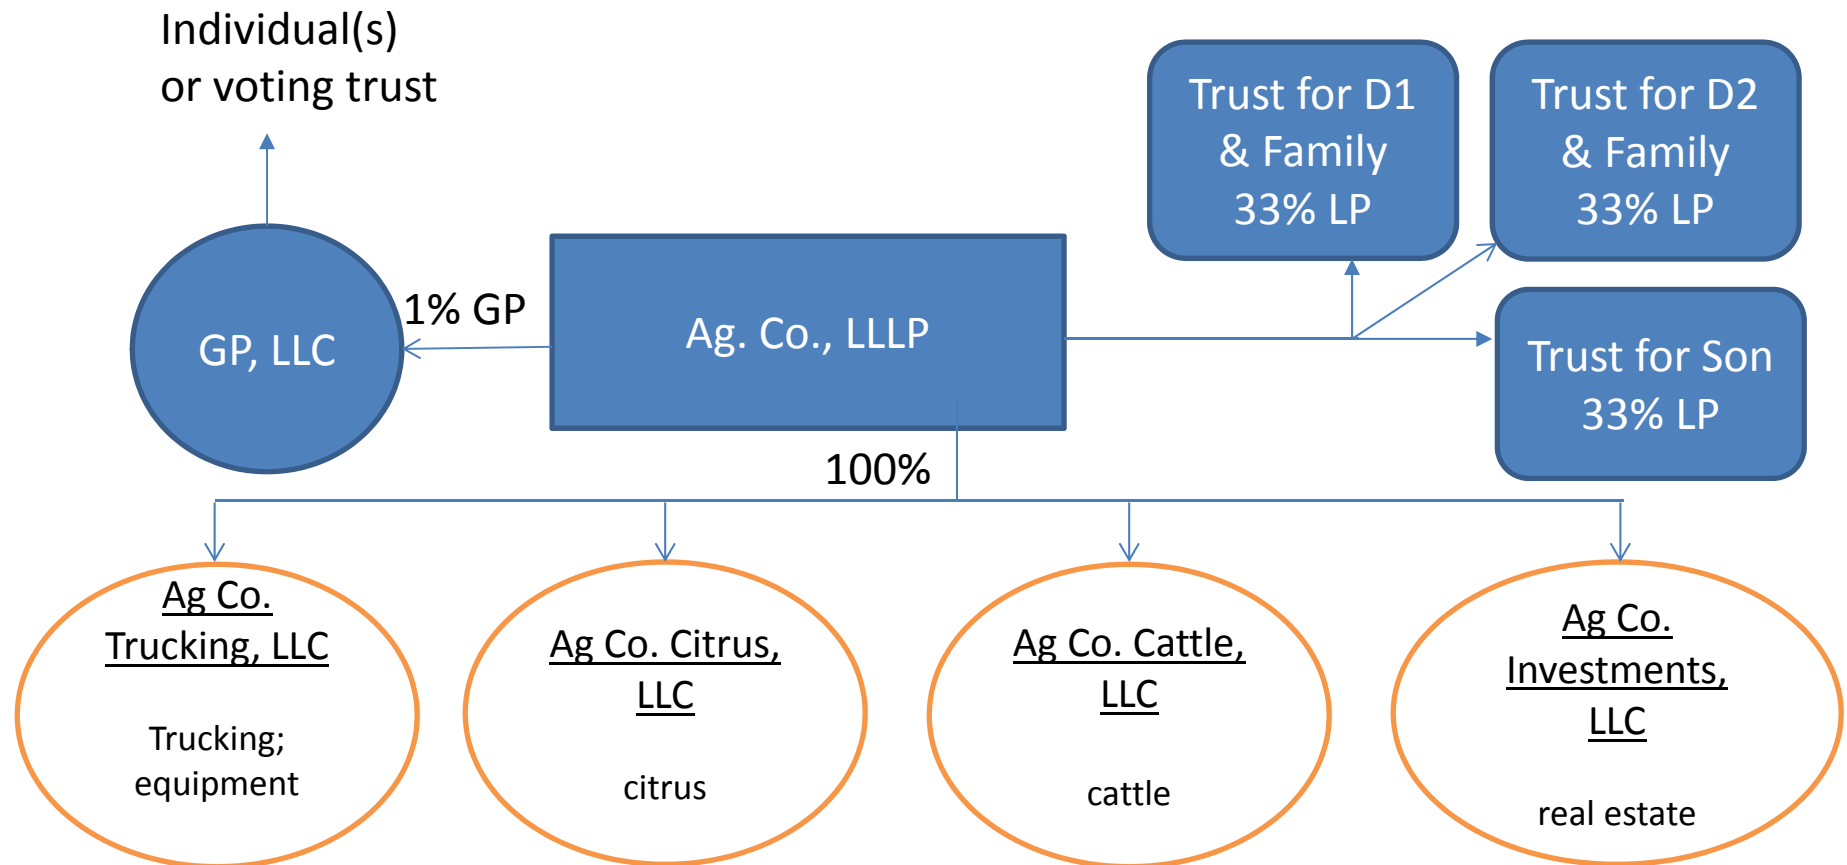 Individual(s)
or voting trust
Trust for D1
& Family
33% LP
Trust for D2
& Family
33% LP
1% GP
GP, LLC
Ag. Co., LLLP
Trust for Son
33% LP
100%
Ag Co.
Trucking, LLC
Trucking;
equipment
Ag Co. Citrus,
LLC
citrus
Ag Co. Cattle,
LLC
cattle
Ag Co.
Investments,
LLC
real estate